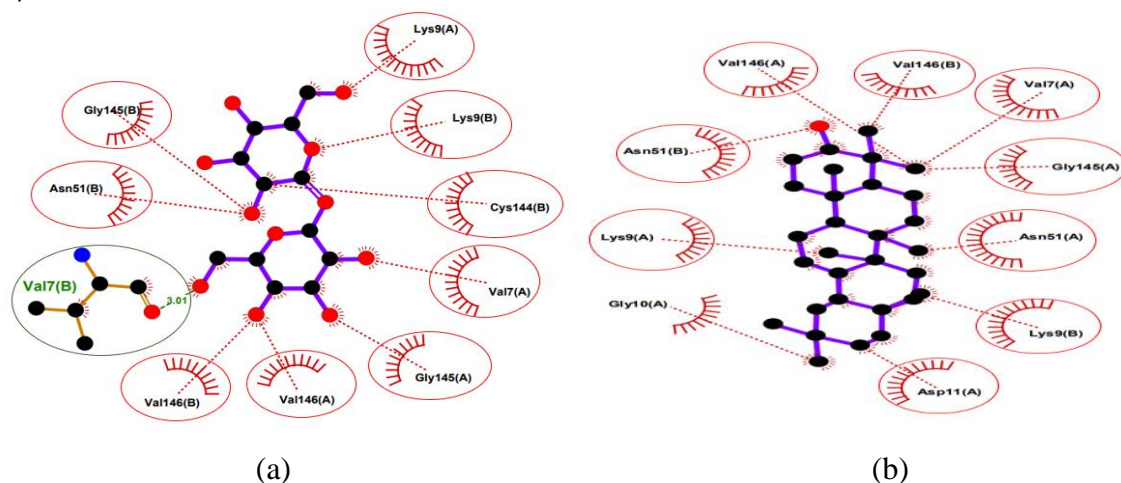 Lys9(A)
Gly145(B)
Lys9(B)
Asn51(B)
Cys144(B)
Val7(B)
3.01
Val7(A)
Gly145(A)
Val146(B)
Val146(A)
(a)
Val146(A)
Val146(B)
Val7(A)
Asn51(B)
Gly145(A)
Lys9(A)
Asn51(A)
Gly10(A)
Lys9(B)
Asp11(A)
(b)